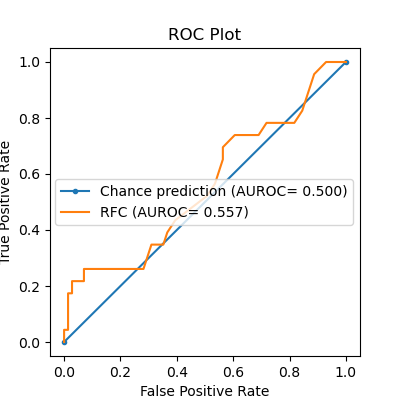 ROC Plot
True Positive Rate
1.0
0.8
0.6
0.4
0.2
0.0
Chance prediction (AUROC= 0.500)
RFC (AUROC= 0.557)
0.0 0.2 0.4 0.6 0.8 1.0
False Positive Rate